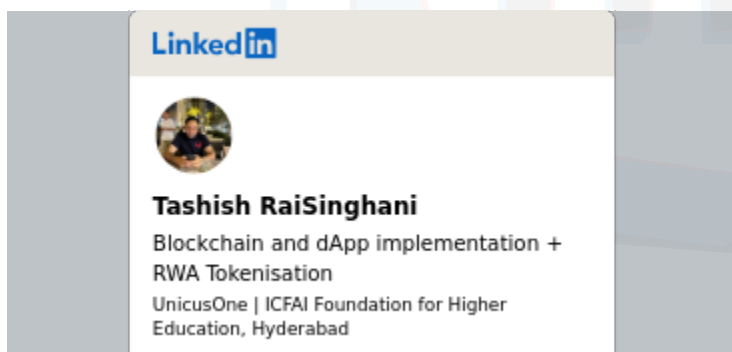 Linkedin
Tashish RaiSinghani
Blockchain and dApp implementation +
RWA Tokenisation
UnicusOne | ICFAI Foundation for Higher
Education, Hyderabad